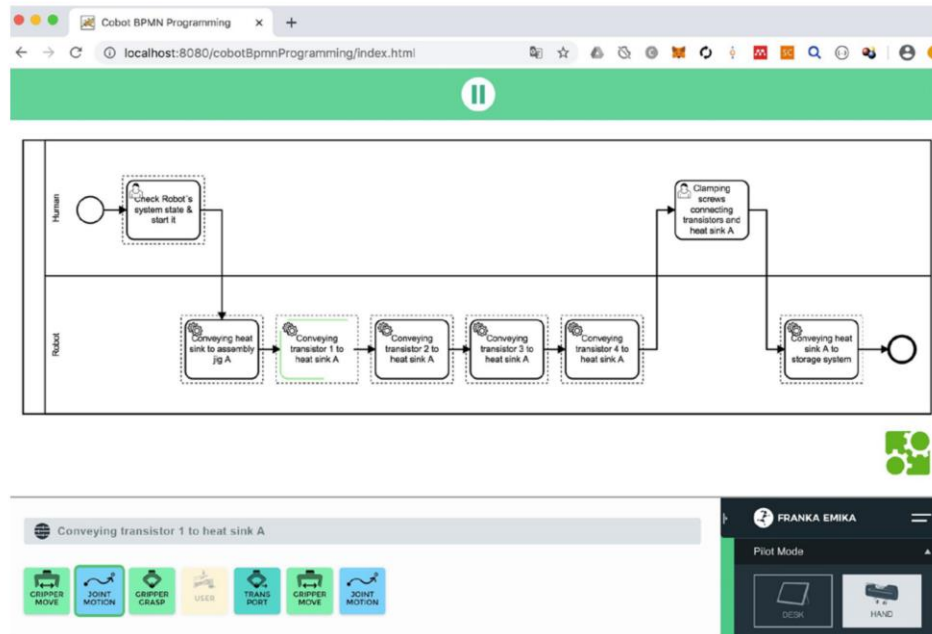 Cobot BPMN Programming
localhost:8080/cobotBpmnProgramming/index.html
Human
Check Robot´s
system state &
start it
Clamping
screws
connecting
transistors and
heat sink A
Robot
Conveying heat
sink to assembly
jig A
Conveying
transistor 1 to
heat sink A
Conveying
transistor 2 to
heat sink A
Conveying
transistor 3 to
heat sink A
Conveying
transistor 4 to
heat sink A
Conveying heat
sink A to
storage system
Conveying transistor 1 to heat sink A
FRANKA EMIKA
Pilot Mode
GRIPPER
MOVE
JOINT
MOTION
GRIPPER
GRASP
USER
TRANS
PORT
GRIPPER
MOVE
JOINT
MOTION
DESK
HAND